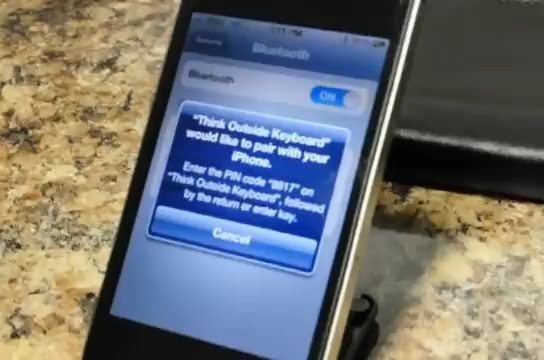 Bluetooth
Bluetooth
ON
"Think Outside Keyboard"
would like to pair with your
iPhone.
Enter the PIN code "8817" on
"Think Outside Keyboard", followed
by the return or enter key.
Cancel